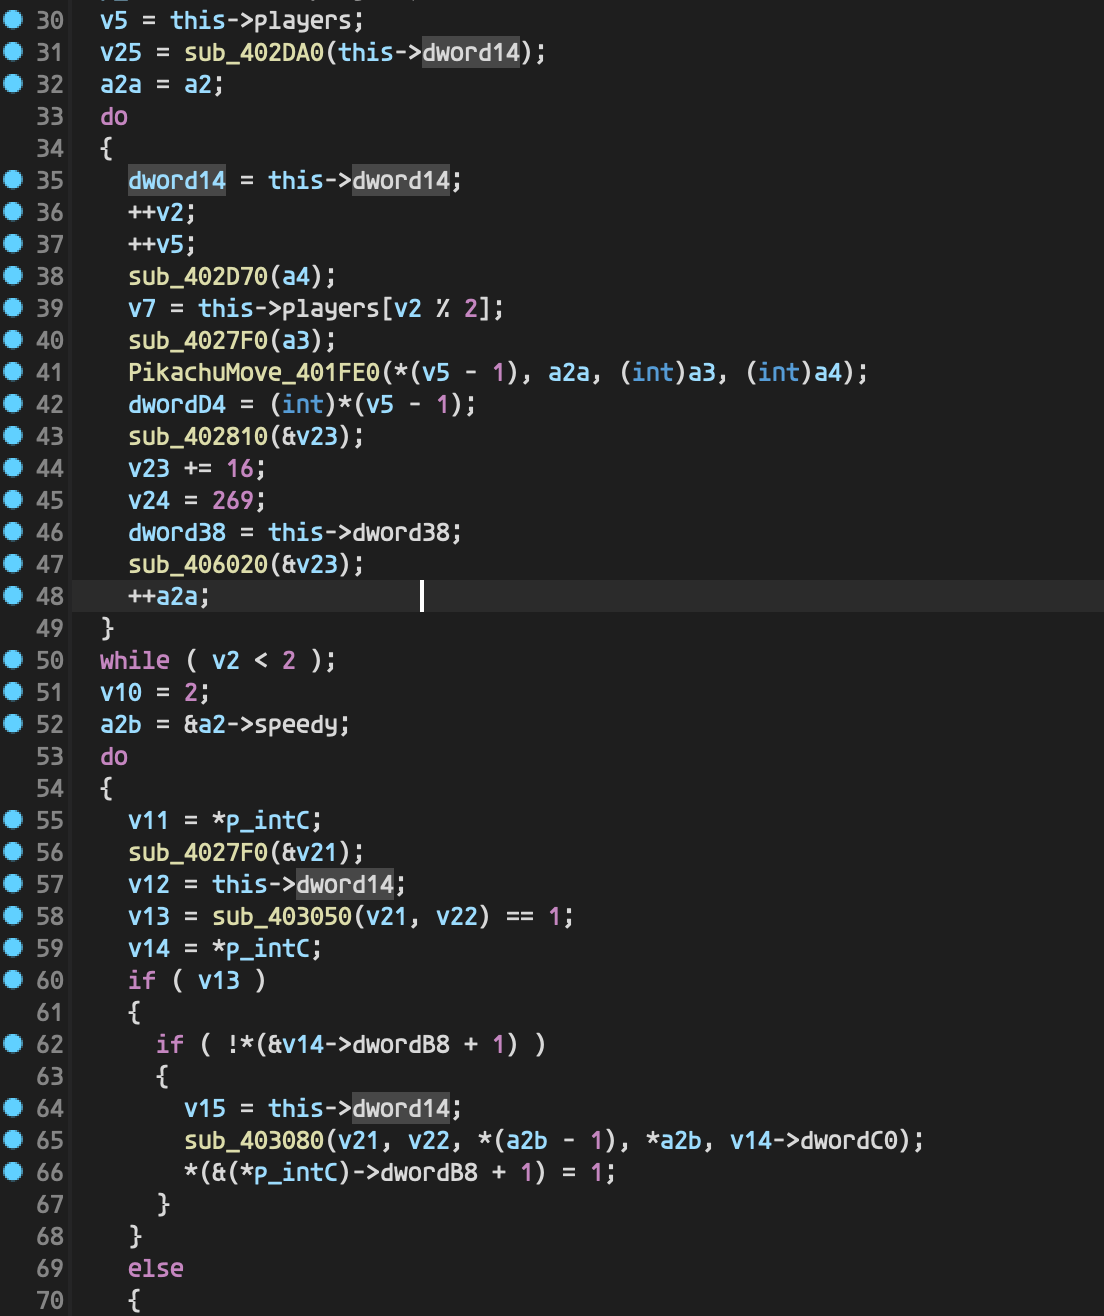 30 v5 = this->players;
31 v25 = sub_402DA0(this->dword14);
32 a2a = a2;
33 do
34 {
35 dword14 = this->dword14;
36 ++v2;
37 ++v5;
38 sub_402D70(a4);
39 v7 = this->players[v2 % 2];
40 sub_4027F0(a3);
41 PikachuMove_401FE0(*(v5 - 1), a2a, (int)a3, (int)a4);
42 dwordD4 = (int)*(v5 - 1);
43 sub_402810(&v23);
44 v23 += 16;
45 v24 = 269;
46 dword38 = this->dword38;
47 sub_406020(&v23);
48 ++a2a;
49 }
50 while ( v2 < 2 );
51 v10 = 2;
52 a2b = &a2->speedy;
53 do
54 {
55 v11 = *p_intC;
56 sub_4027F0(&v21);
57 v12 = this->dword14;
58 v13 = sub_403050(v21, v22) == 1;
59 v14 = *p_intC;
60 if ( v13 )
61 {
62 if ( !*(&v14->dwordB8 + 1) )
63 {
64 v15 = this->dword14;
65 sub_403080(v21, v22, *(a2b - 1), *a2b, v14->dwordC0);
66 *(&(*p_intC)->dwordB8 + 1) = 1;
67 }
68 }
69 else
70 {